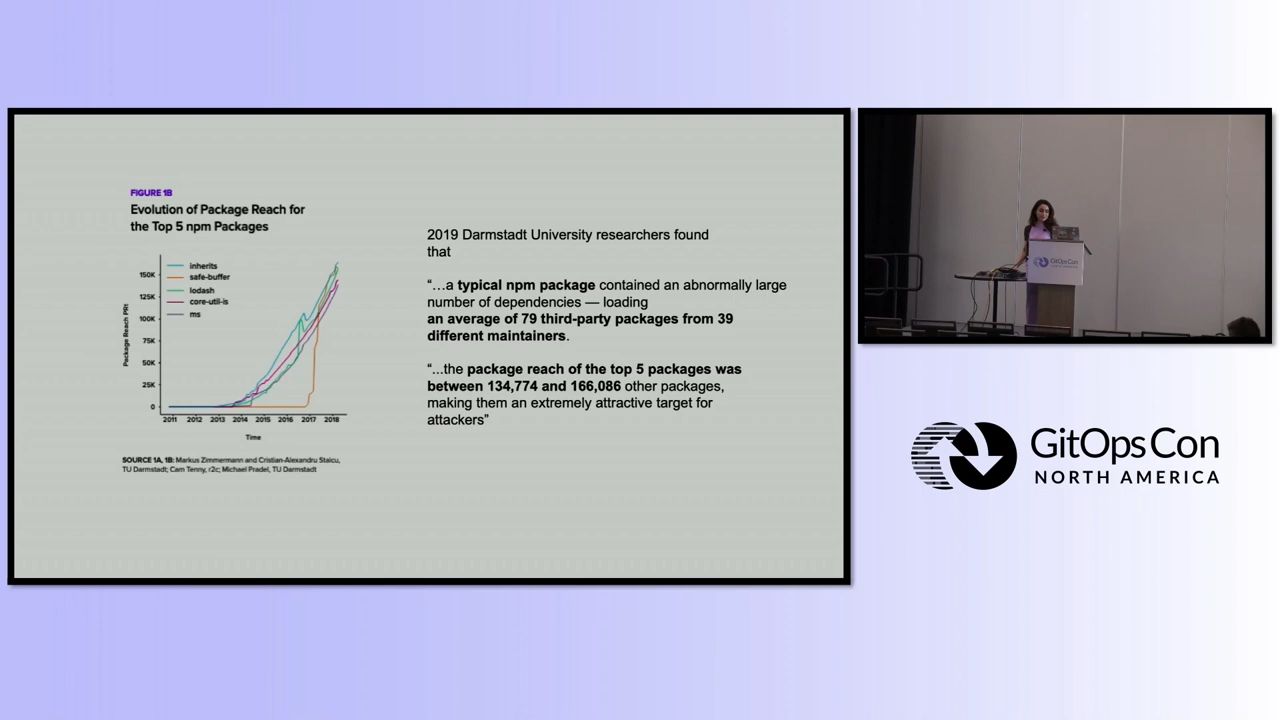 FIGURE 1B
Evolution of Package Reach for
the Top 5 npm Packages
inherits
safe-buffer
lodash
core-util-is
ms
Package Reach PR1
150K
125K
100K
75K
50K
25K
0
2011 2012 2013 2014 2015 2016 2017 2018
Time
SOURCE 1A, 1B: Markus Zimmermann and Cristian-Alexandru Staicu,
TU Darmstadt; Cam Tenny, r2c; Michael Pradel, TU Darmstadt
2019 Darmstadt University researchers found
that
“…a typical npm package contained an abnormally large
number of dependencies — loading
an average of 79 third-party packages from 39
different maintainers.
“...the package reach of the top 5 packages was
between 134,774 and 166,086 other packages,
making them an extremely attractive target for
attackers”
GitOpsCon
GitOpsCon
NORTH AMERICA